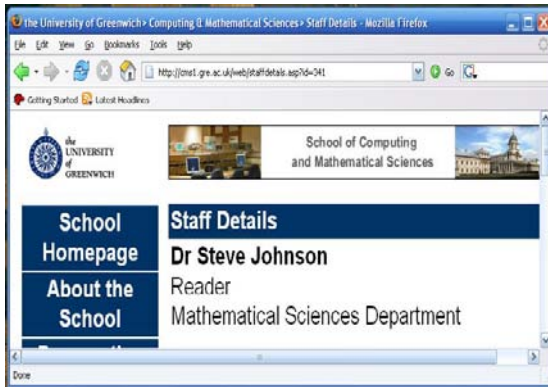 the University of Greenwich > Computing & Mathematical Sciences > Staff Details - Mozilla Firefox
File Edit View Go Bookmarks Tools Help
http://cms1.gre.ac.uk/web/staffdetails.asp?id=341 Go
Getting Started Latest Headlines
the
UNIVERSITY
of
GREENWICH
School of Computing
and Mathematical Sciences
School
Homepage
About the
School
Staff Details
Dr Steve Johnson
Reader
Mathematical Sciences Department
Done